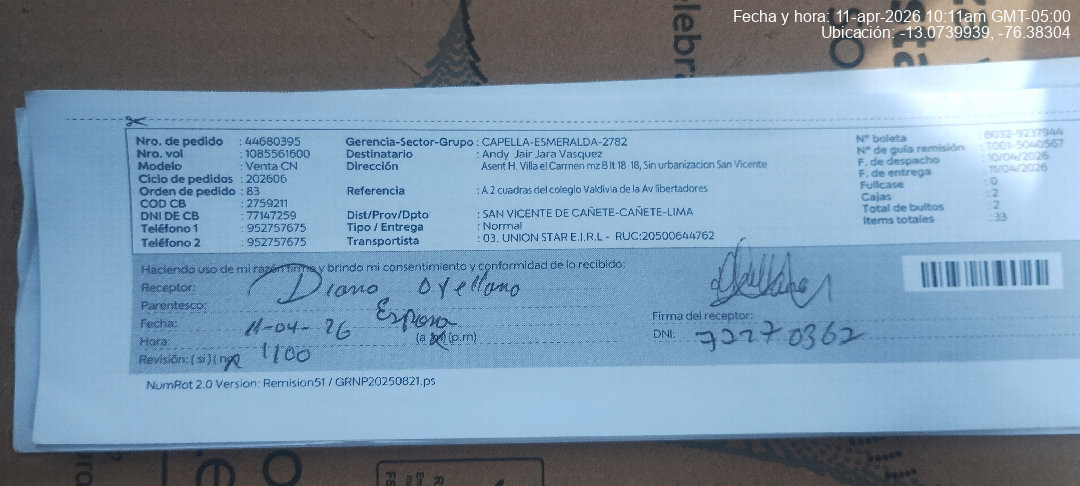 Fecha y hora: 11-apr-2026 10:11am GMT-05:00
Ubicación: -13.0739939, -76.38304
Nro. de pedido : 44680395
Nro. vol : 1085561600
Modelo : Venta CN
Ciclo de pedidos : 202606
Orden de pedido : 83
COD CB : 2759211
DNI DE CB : 77147259
Teléfono 1 : 952757675
Teléfono 2 : 952757675
Gerencia-Sector-Grupo : CAPELLA-ESMERALDA-2782
Destinatario : Andy Jair Jara Vasquez
Dirección : Asent H. Villa el Carmen mz B lt 18 18, Sin urbanizacion San Vicente
Referencia : A 2 cuadras del colegio Valdivia de la Av libertadores
Dist/Prov/Dpto : SAN VICENTE DE CAÑETE-CAÑETE-LIMA
Tipo / Entrega : Normal
Transportista : 03. UNION STAR E.I.R.L - RUC:20500644762
N° boleta : B032-9237944
N° de guía remisión : T001-5040567
F. de despacho : 10/04/2026
F. de entrega : 11/04/2026
Fullcase : 0
Cajas : 2
Total de bultos : 2
Items totales : 33
Haciendo uso de mi razón firmo y brindo mi consentimiento y conformidad de lo recibido:
Receptor: Diana Orellano
Parentesco: Esposa
Fecha: 11-04-26
Hora: 1100 (a.m) (p.m)
Revisión: (si) (no)
Firma del receptor:
DNI: 72270362
NumRot 2.0 Version: Remision51 / GRNP20250821.ps